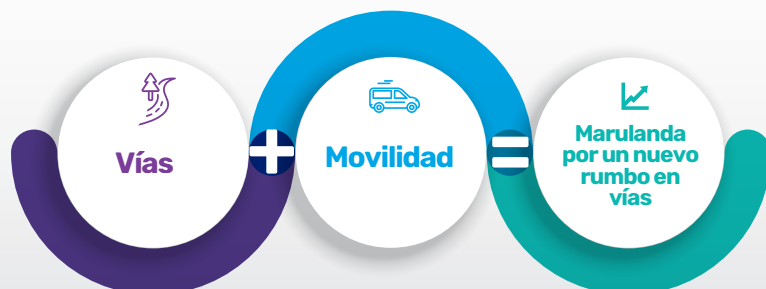 Vías
+
Movilidad
=
Marulanda
por un nuevo
rumbo en
vías